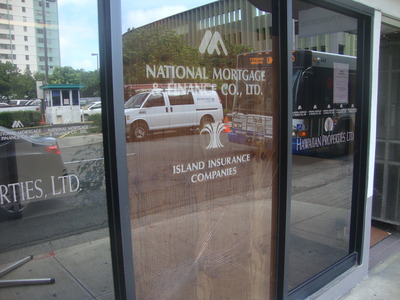 NATIONAL MORTGAGE
& FINANCE CO., LTD.
ISLAND INSURANCE
COMPANIES
RTIES, LTD.
HAWAIIAN PROPERTIES, LTD.